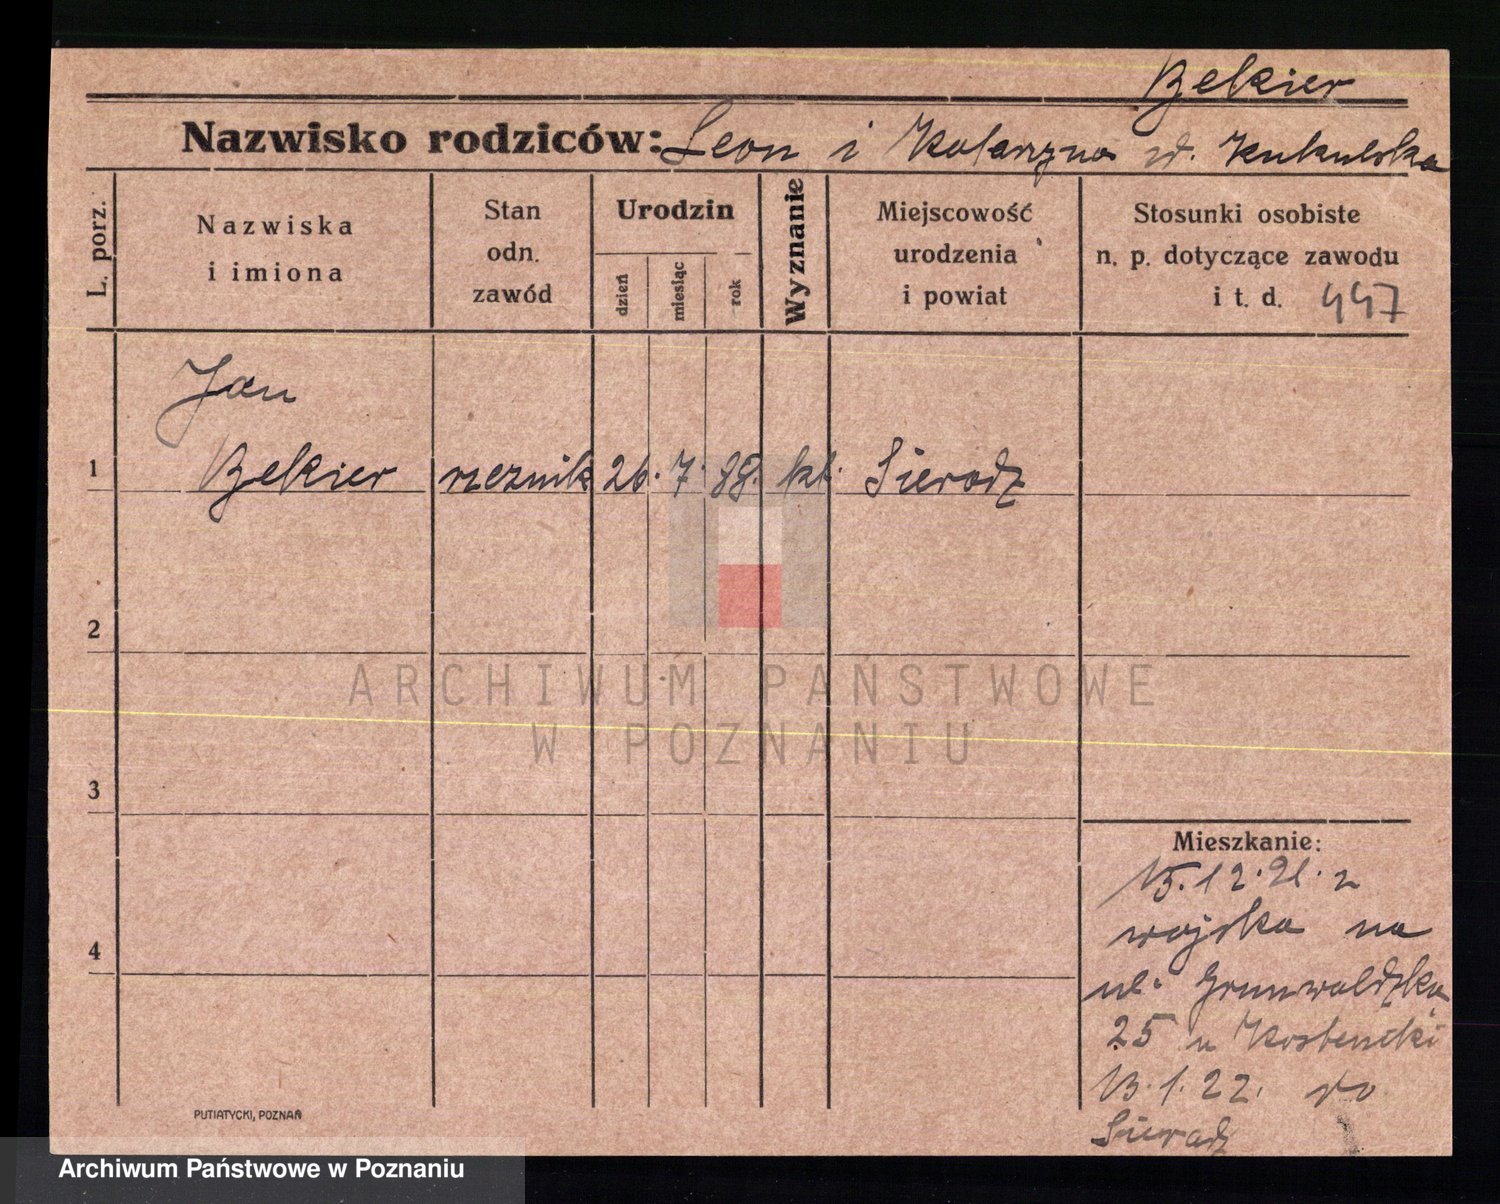 Bekier
Nazwisko rodziców: Leon i Katarzyna d. Kukulska
L. porz.
Nazwiska
i imiona
Stan
odn.
zawód
Urodzin
dzień
miesiąc
rok
Wyznanie
Miejscowość
urodzenia
i powiat
Stosunki osobiste
n. p. dotyczące zawodu
i t. d. 447
Jan
1 Bekier rzeznik 26. 7. 88. kt. Sieradz
2
3
4
ARCHIWUM PAŃSTWOWE
W POZNANIU
Mieszkanie:
15.12.21. z
wojska na
ul. Grunwaldzka
25 u
13.1.22. do
Sieradz
PUTIATYCKI, POZNAŃ
Archiwum Państwowe w Poznaniu